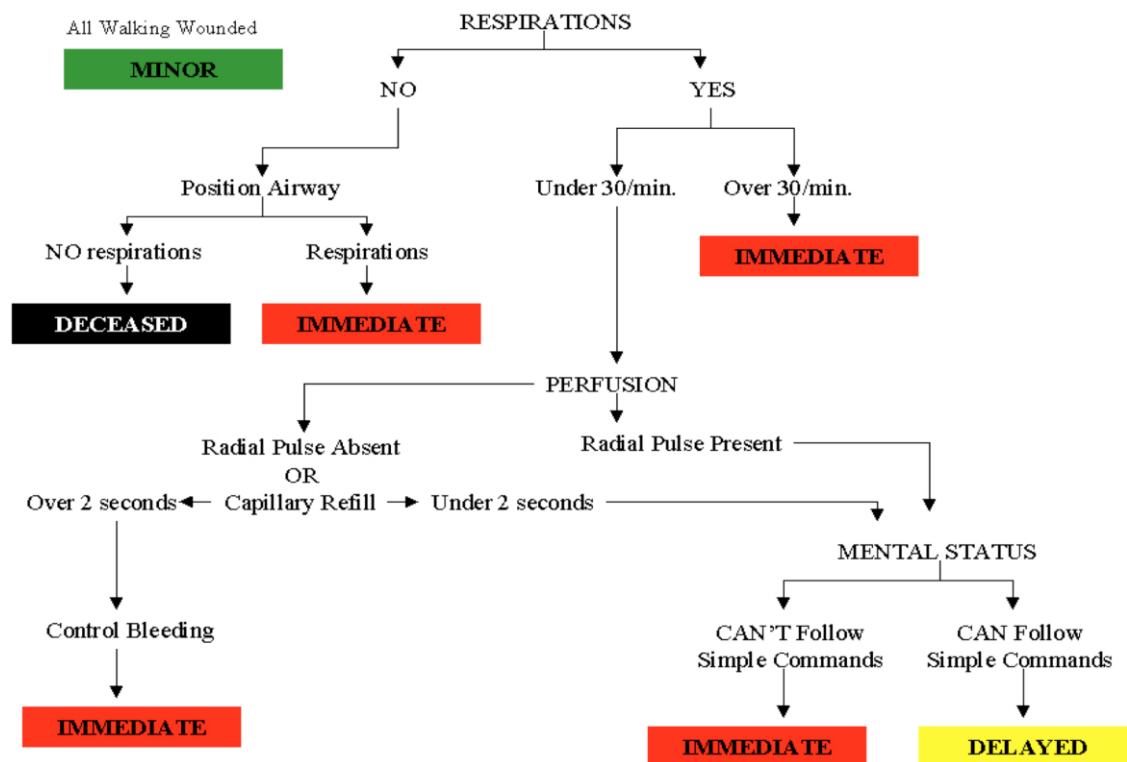 All Walking Wounded
MINOR
RESPIRATIONS
NO
YES
Position Airway
Under 30/min.
Over 30/min.
NO respirations
Respirations
IMMEDIATE
DECEASED
IMMEDIATE
PERFUSION
Radial Pulse Absent
OR
Radial Pulse Present
Over 2 seconds
Capillary Refill
Under 2 seconds
MENTAL STATUS
Control Bleeding
CAN'T Follow
Simple Commands
CAN Follow
Simple Commands
IMMEDIATE
IMMEDIATE
DELAYED